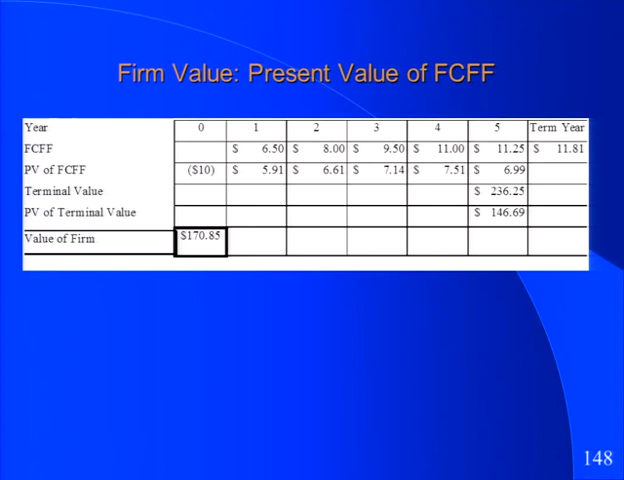 Firm Value: Present Value of FCFF
Year 0 1 2 3 4 5 Term Year
FCFF $ 6.50 $ 8.00 $ 9.50 $ 11.00 $ 11.25 $ 11.81
PV of FCFF ($10) $ 5.91 $ 6.61 $ 7.14 $ 7.51 $ 6.99
Terminal Value $ 236.25
PV of Terminal Value $ 146.69
Value of Firm $170.85
148